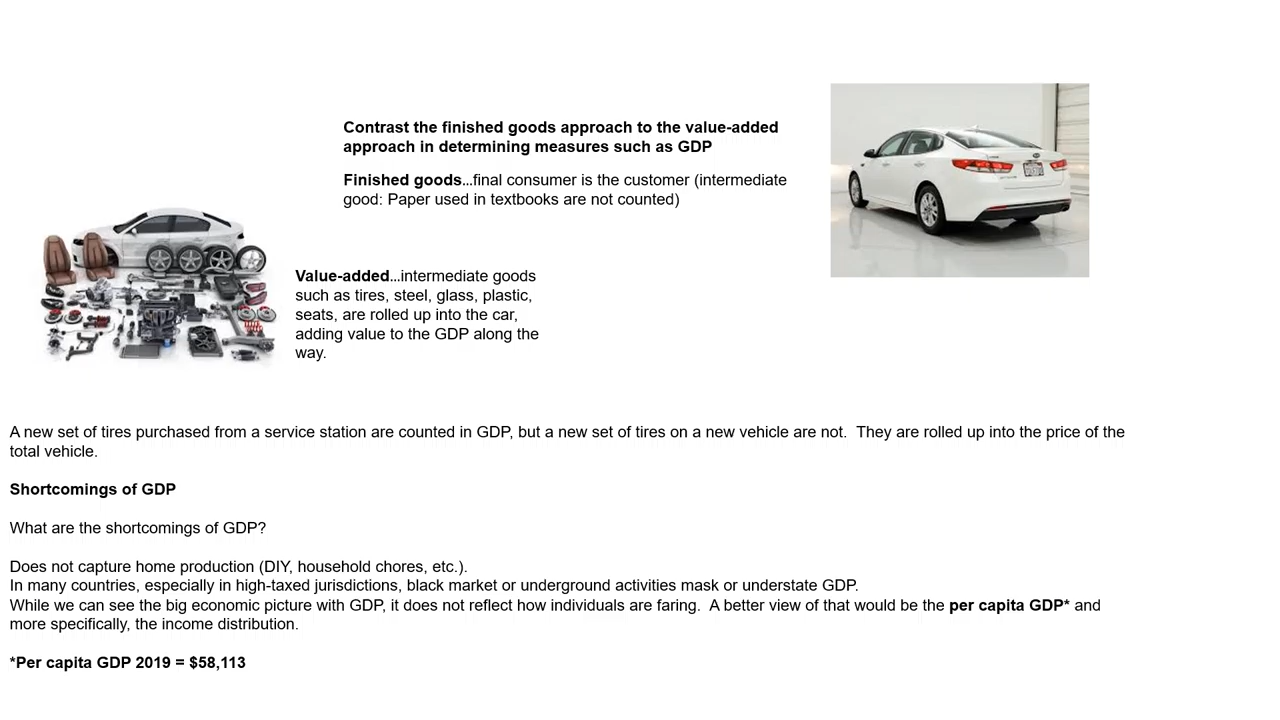 Contrast the finished goods approach to the value-added
approach in determining measures such as GDP
Finished goods...final consumer is the customer (intermediate
good: Paper used in textbooks are not counted)
Value-added...intermediate goods
such as tires, steel, glass, plastic,
seats, are rolled up into the car,
adding value to the GDP along the
way.
A new set of tires purchased from a service station are counted in GDP, but a new set of tires on a new vehicle are not.  They are rolled up into the price of the
total vehicle.
Shortcomings of GDP
What are the shortcomings of GDP?
Does not capture home production (DIY, household chores, etc.).
In many countries, especially in high-taxed jurisdictions, black market or underground activities mask or understate GDP.
While we can see the big economic picture with GDP, it does not reflect how individuals are faring.  A better view of that would be the per capita GDP* and
more specifically, the income distribution.
*Per capita GDP 2019 = $58,113